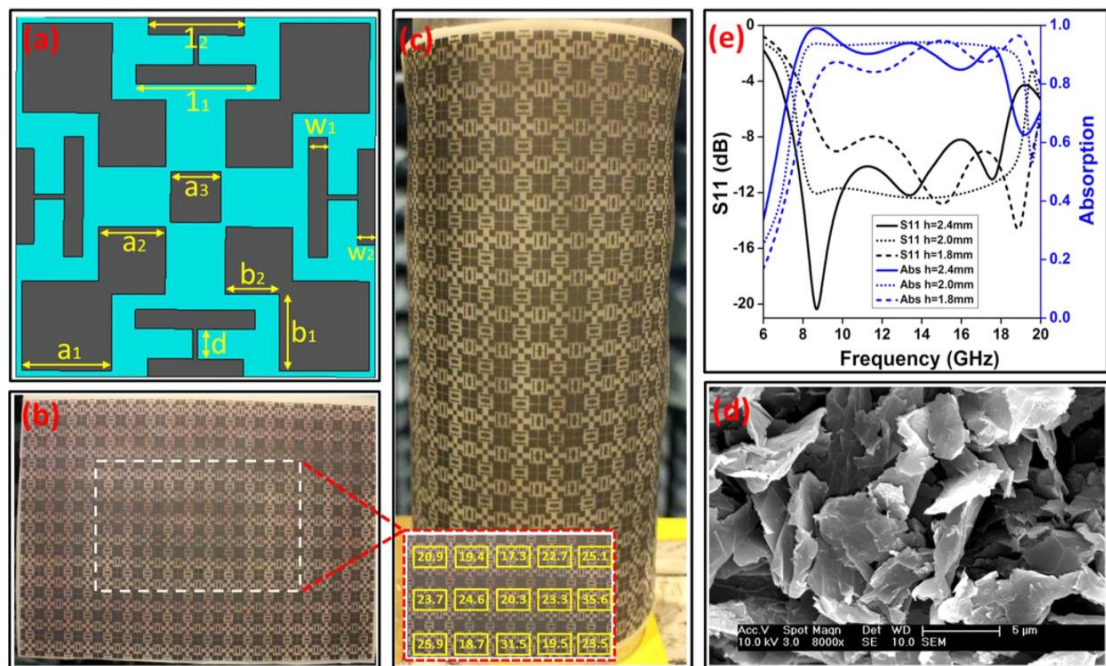 (a)
1₂
1₁
w₁
a₃
a₂
w₂
b₂
b₁
d
a₁
(b)
(c)
20.9 19.4 17.3 22.7 25.1
23.7 24.6 20.3 23.3 35.6
25.9 18.7 31.5 19.5 23.5
(e)
0
-4
-8
-12
-16
-20
S11 (dB)
1.0
0.8
0.6
0.4
0.2
0.0
Absorption
S11 h=2.4mm
S11 h=2.0mm
S11 h=1.8mm
Abs h=2.4mm
Abs h=2.0mm
Abs h=1.8mm
6 8 10 12 14 16 18 20
Frequency (GHz)
(d)
Acc.V Spot Magn Det WD 5 µm
10.0 kV 3.0 8000x SE 10.0 SEM